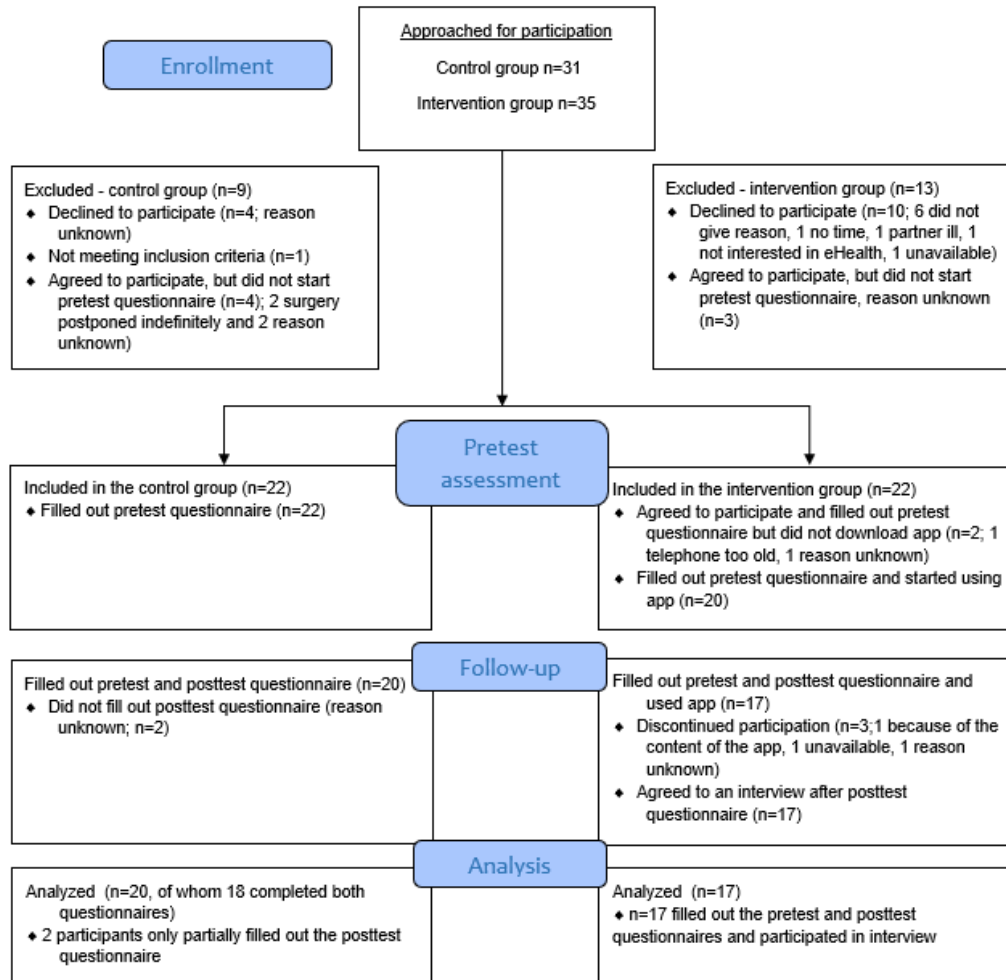 Approached for participation
Enrollment
Control group n=31
Intervention group n=35
Excluded - control group (n=9)
♦ Declined to participate (n=4; reason
unknown)
♦ Not meeting inclusion criteria (n=1)
♦ Agreed to participate, but did not start
pretest questionnaire (n=4); 2 surgery
postponed indefinitely and 2 reason
unknown)
Excluded - intervention group (n=13)
♦ Declined to participate (n=10; 6 did not
give reason, 1 no time, 1 partner ill, 1
not interested in eHealth, 1 unavailable)
♦ Agreed to participate, but did not start
pretest questionnaire, reason unknown
(n=3)
Pretest
assessment
Included in the control group (n=22)
♦ Filled out pretest questionnaire (n=22)
Included in the intervention group (n=22)
♦ Agreed to participate and filled out pretest
questionnaire but did not download app (n=2; 1
telephone too old, 1 reason unknown)
♦ Filled out pretest questionnaire and started using
app (n=20)
Follow-up
Filled out pretest and posttest questionnaire (n=20)
♦ Did not fill out posttest questionnaire (reason
unknown; n=2)
Filled out pretest and posttest questionnaire and
used app (n=17)
♦ Discontinued participation (n=3;1 because of the
content of the app, 1 unavailable, 1 reason
unknown)
♦ Agreed to an interview after posttest
questionnaire (n=17)
Analysis
Analyzed (n=20, of whom 18 completed both
questionnaires)
♦ 2 participants only partially filled out the posttest
questionnaire
Analyzed (n=17)
♦ n=17 filled out the pretest and posttest
questionnaires and participated in interview